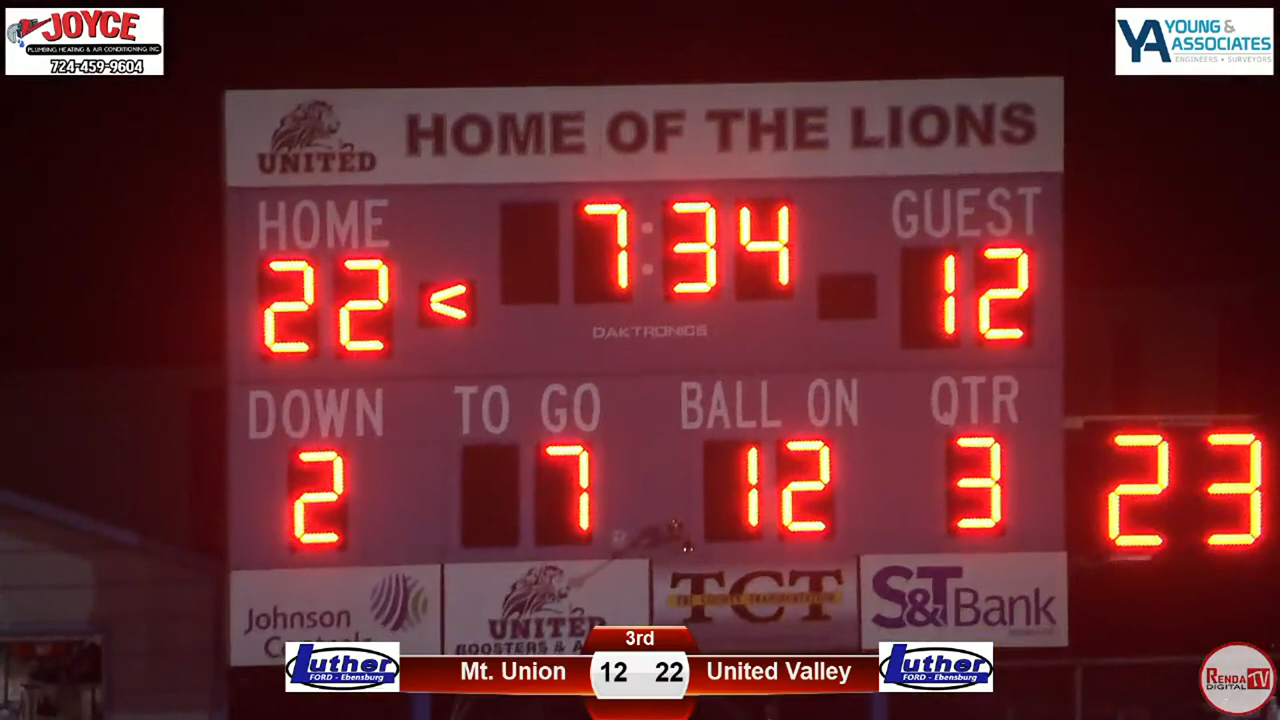 JOYCE
PLUMBING, HEATING & AIR CONDITIONING INC
724-459-9604
YA YOUNG & ASSOCIATES
ENGINEERS • SURVEYORS
UNITED
HOME OF THE LIONS
HOME
7:34
GUEST
22 <
12
DAKTRONICS
DOWN
TO GO
BALL ON
QTR
2
7
12
3
23
Johnson
UNITED
BOOSTERS & A
TCT
S&T Bank
3rd
Luther
FORD - Ebensburg
Mt. Union
12
22
United Valley
Luther
FORD - Ebensburg
RENDA TV
DIGITAL